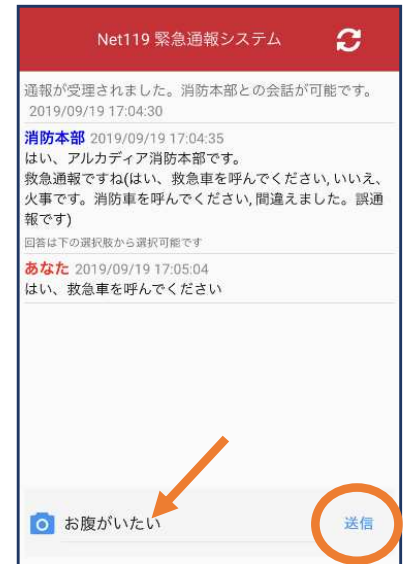 Net119 緊急通報システム
通報が受理されました。消防本部との会話が可能です。
2019/09/19 17:04:30
消防本部 2019/09/19 17:04:35
はい、アルカディア消防本部です。
救急通報ですね(はい、救急車を呼んでください, いいえ、
火事です。消防車を呼んでください, 間違えました。誤通
報です)
回答は下の選択肢から選択可能です
あなた 2019/09/19 17:05:04
はい、救急車を呼んでください
お腹がいたい 送信